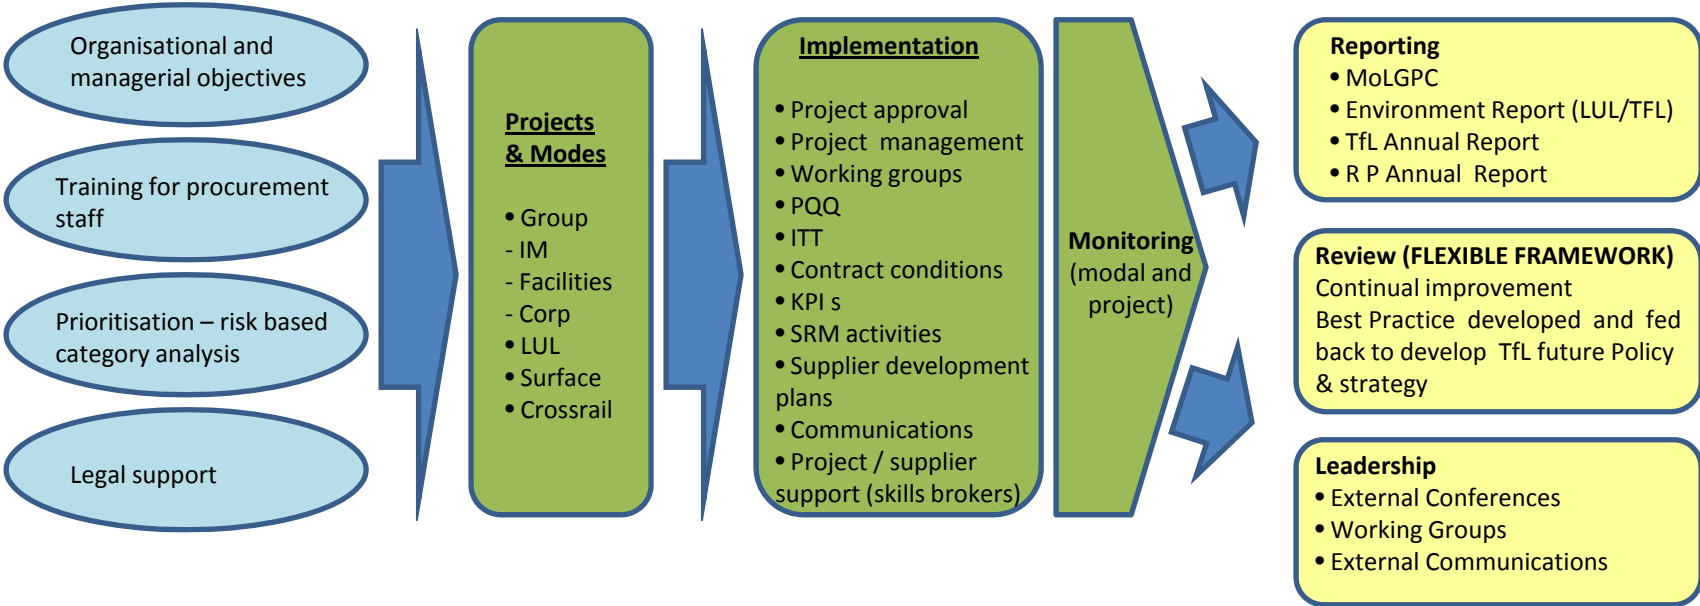 Organisational and
managerial objectives
Training for procurement
staff
Prioritisation – risk based
category analysis
Legal support
Projects
& Modes
• Group
- IM
- Facilities
- Corp
• LUL
• Surface
• Crossrail
Implementation
• Project approval
• Project management
• Working groups
• PQQ
• ITT
• Contract conditions
• KPI s
• SRM activities
• Supplier development
plans
• Communications
• Project / supplier
support (skills brokers)
Monitoring
(modal and
project)
Reporting
• MoLGPC
• Environment Report (LUL/TFL)
• TfL Annual Report
• R P Annual Report
Review (FLEXIBLE FRAMEWORK)
Continual improvement
Best Practice developed and fed
back to develop TfL future Policy
& strategy
Leadership
• External Conferences
• Working Groups
• External Communications